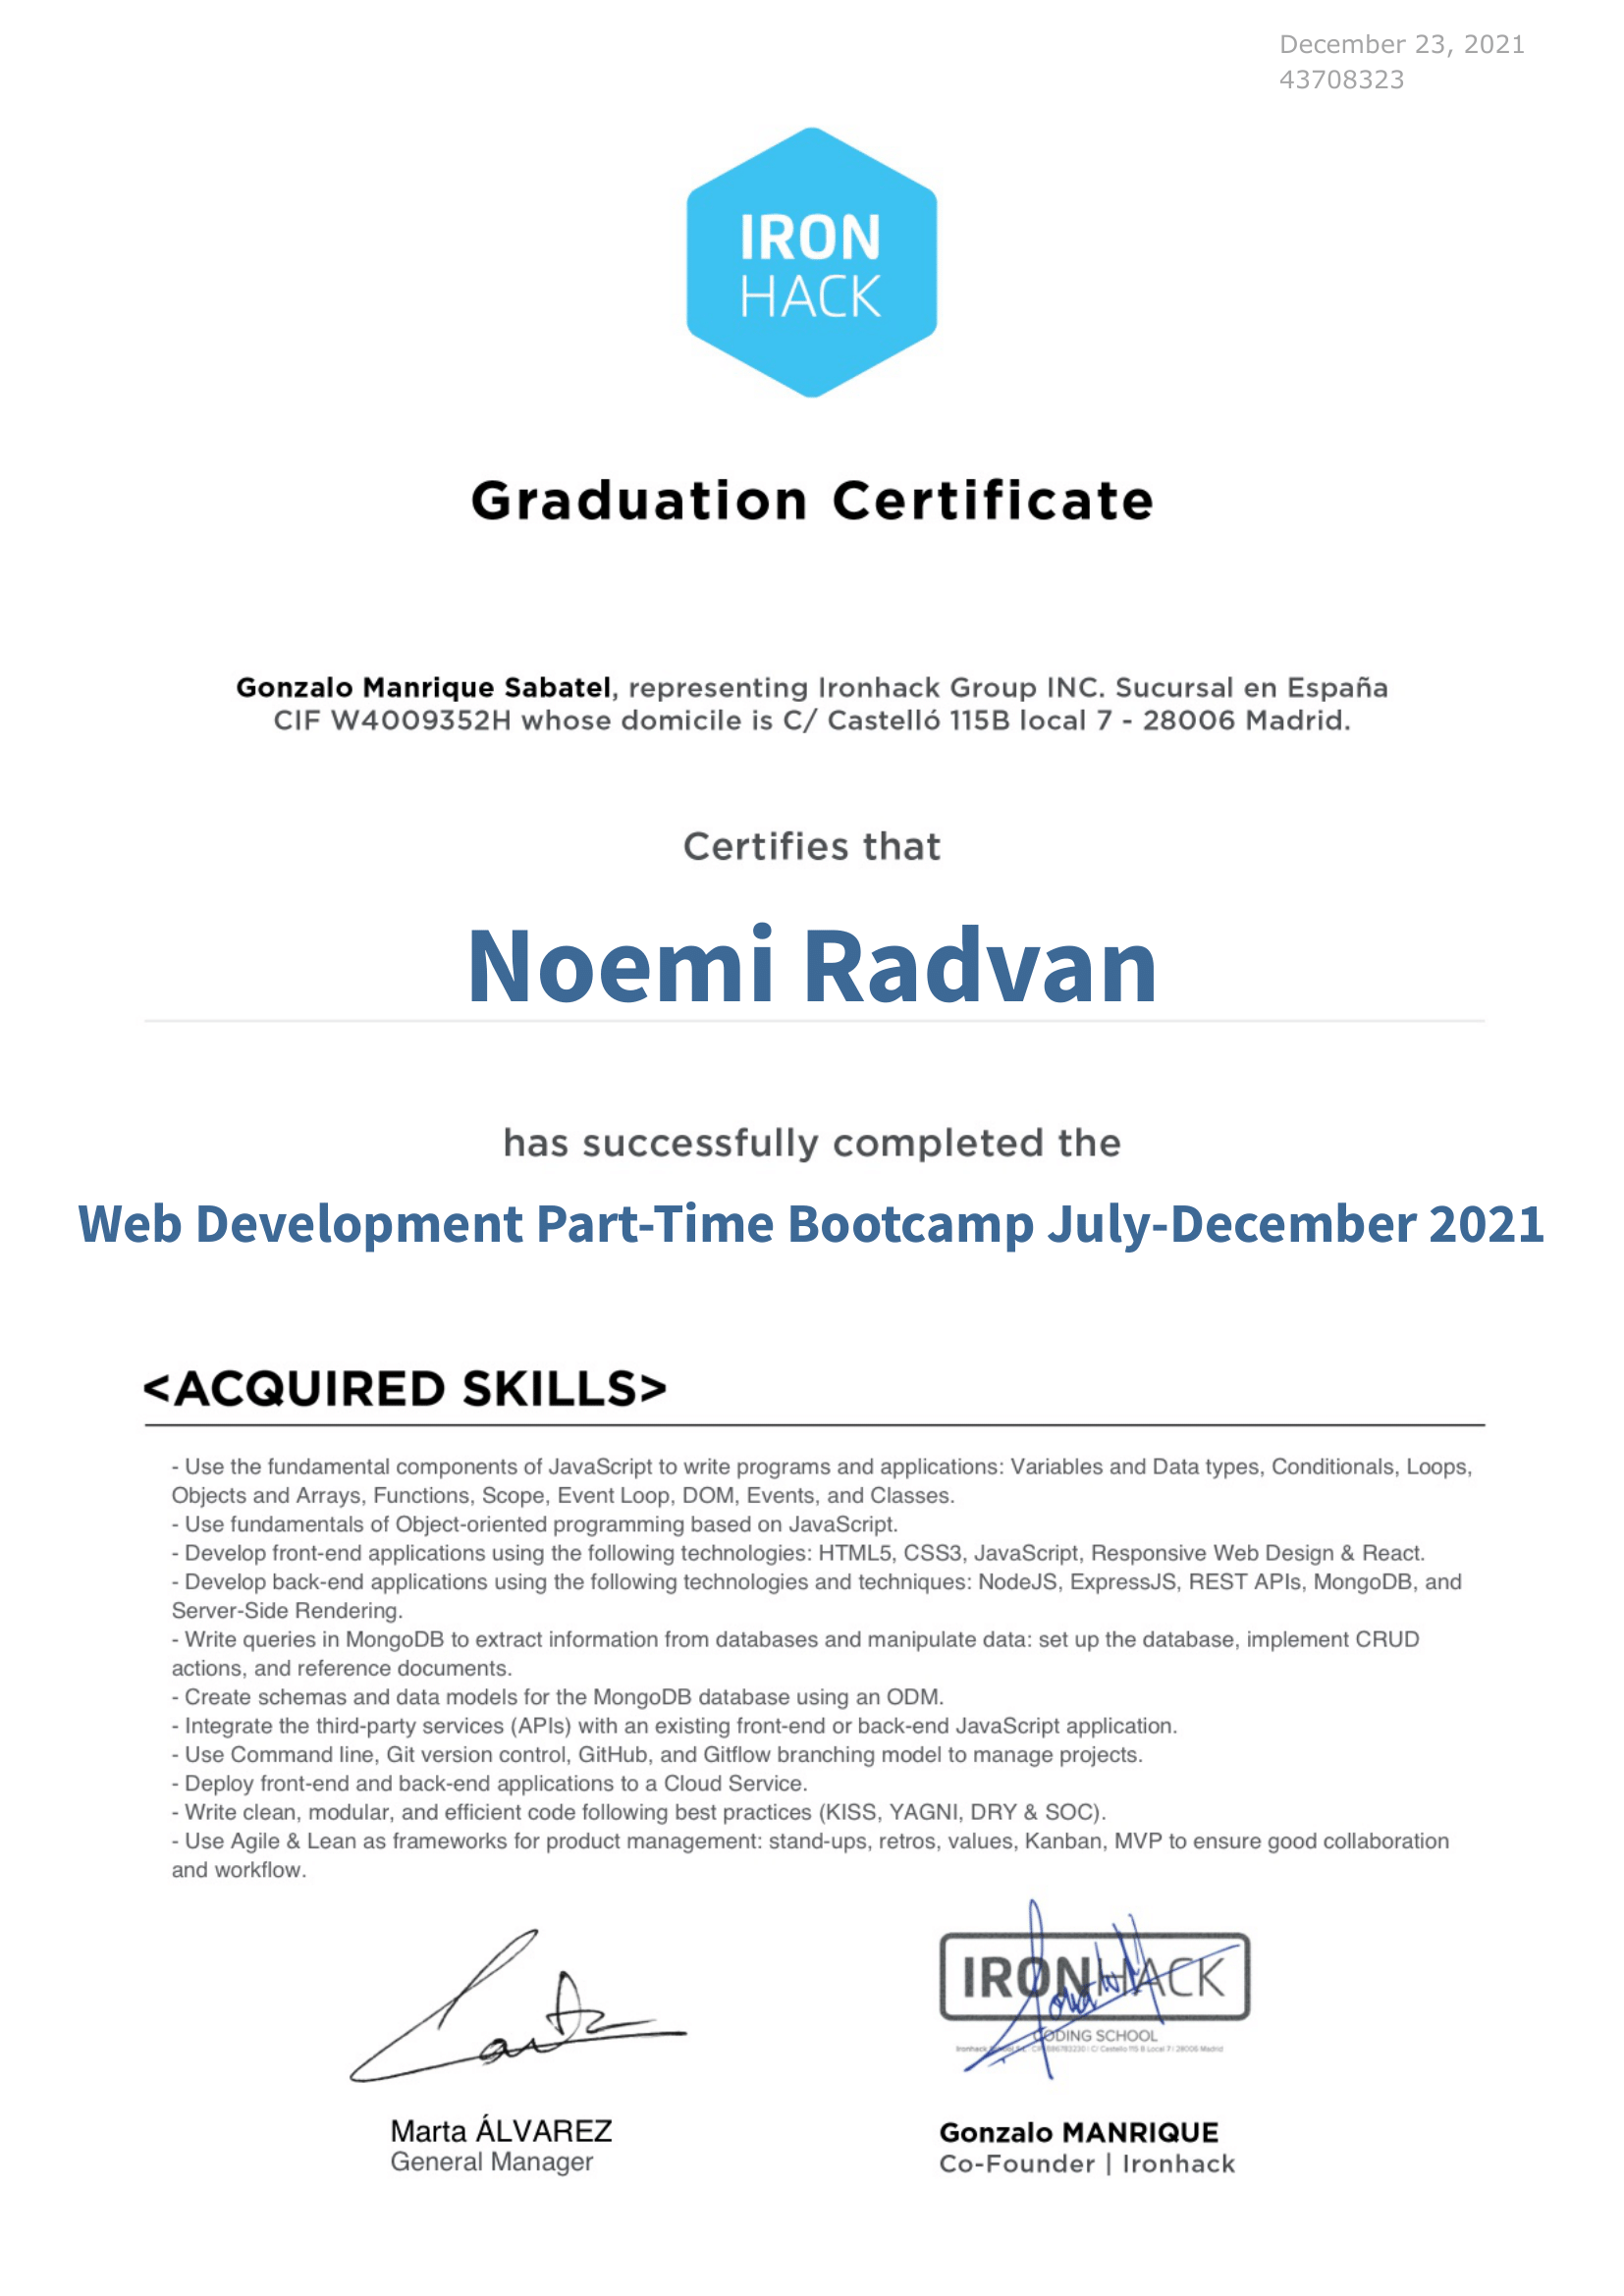 December 23, 2021
43708323
IRON
HACK
Graduation Certificate
Gonzalo Manrique Sabatel, representing Ironhack Group INC. Sucursal en España
CIF W4009352H whose domicile is C/ Castelló 115B local 7 - 28006 Madrid.
Certifies that
Noemi Radvan
has successfully completed the
Web Development Part-Time Bootcamp July-December 2021
<ACQUIRED SKILLS>
- Use the fundamental components of JavaScript to write programs and applications: Variables and Data types, Conditionals, Loops,
Objects and Arrays, Functions, Scope, Event Loop, DOM, Events, and Classes.
- Use fundamentals of Object-oriented programming based on JavaScript.
- Develop front-end applications using the following technologies: HTML5, CSS3, JavaScript, Responsive Web Design & React.
- Develop back-end applications using the following technologies and techniques: NodeJS, ExpressJS, REST APIs, MongoDB, and
Server-Side Rendering.
- Write queries in MongoDB to extract information from databases and manipulate data: set up the database, implement CRUD
actions, and reference documents.
- Create schemas and data models for the MongoDB database using an ODM.
- Integrate the third-party services (APIs) with an existing front-end or back-end JavaScript application.
- Use Command line, Git version control, GitHub, and Gitflow branching model to manage projects.
- Deploy front-end and back-end applications to a Cloud Service.
- Write clean, modular, and efficient code following best practices (KISS, YAGNI, DRY & SOC).
- Use Agile & Lean as frameworks for product management: stand-ups, retros, values, Kanban, MVP to ensure good collaboration
and workflow.
IRONHACK
CODING SCHOOL
Ironhack C/ Castello 115 B Local 7 | 28006 Madrid
Marta ÁLVAREZ
General Manager
Gonzalo MANRIQUE
Co-Founder | Ironhack